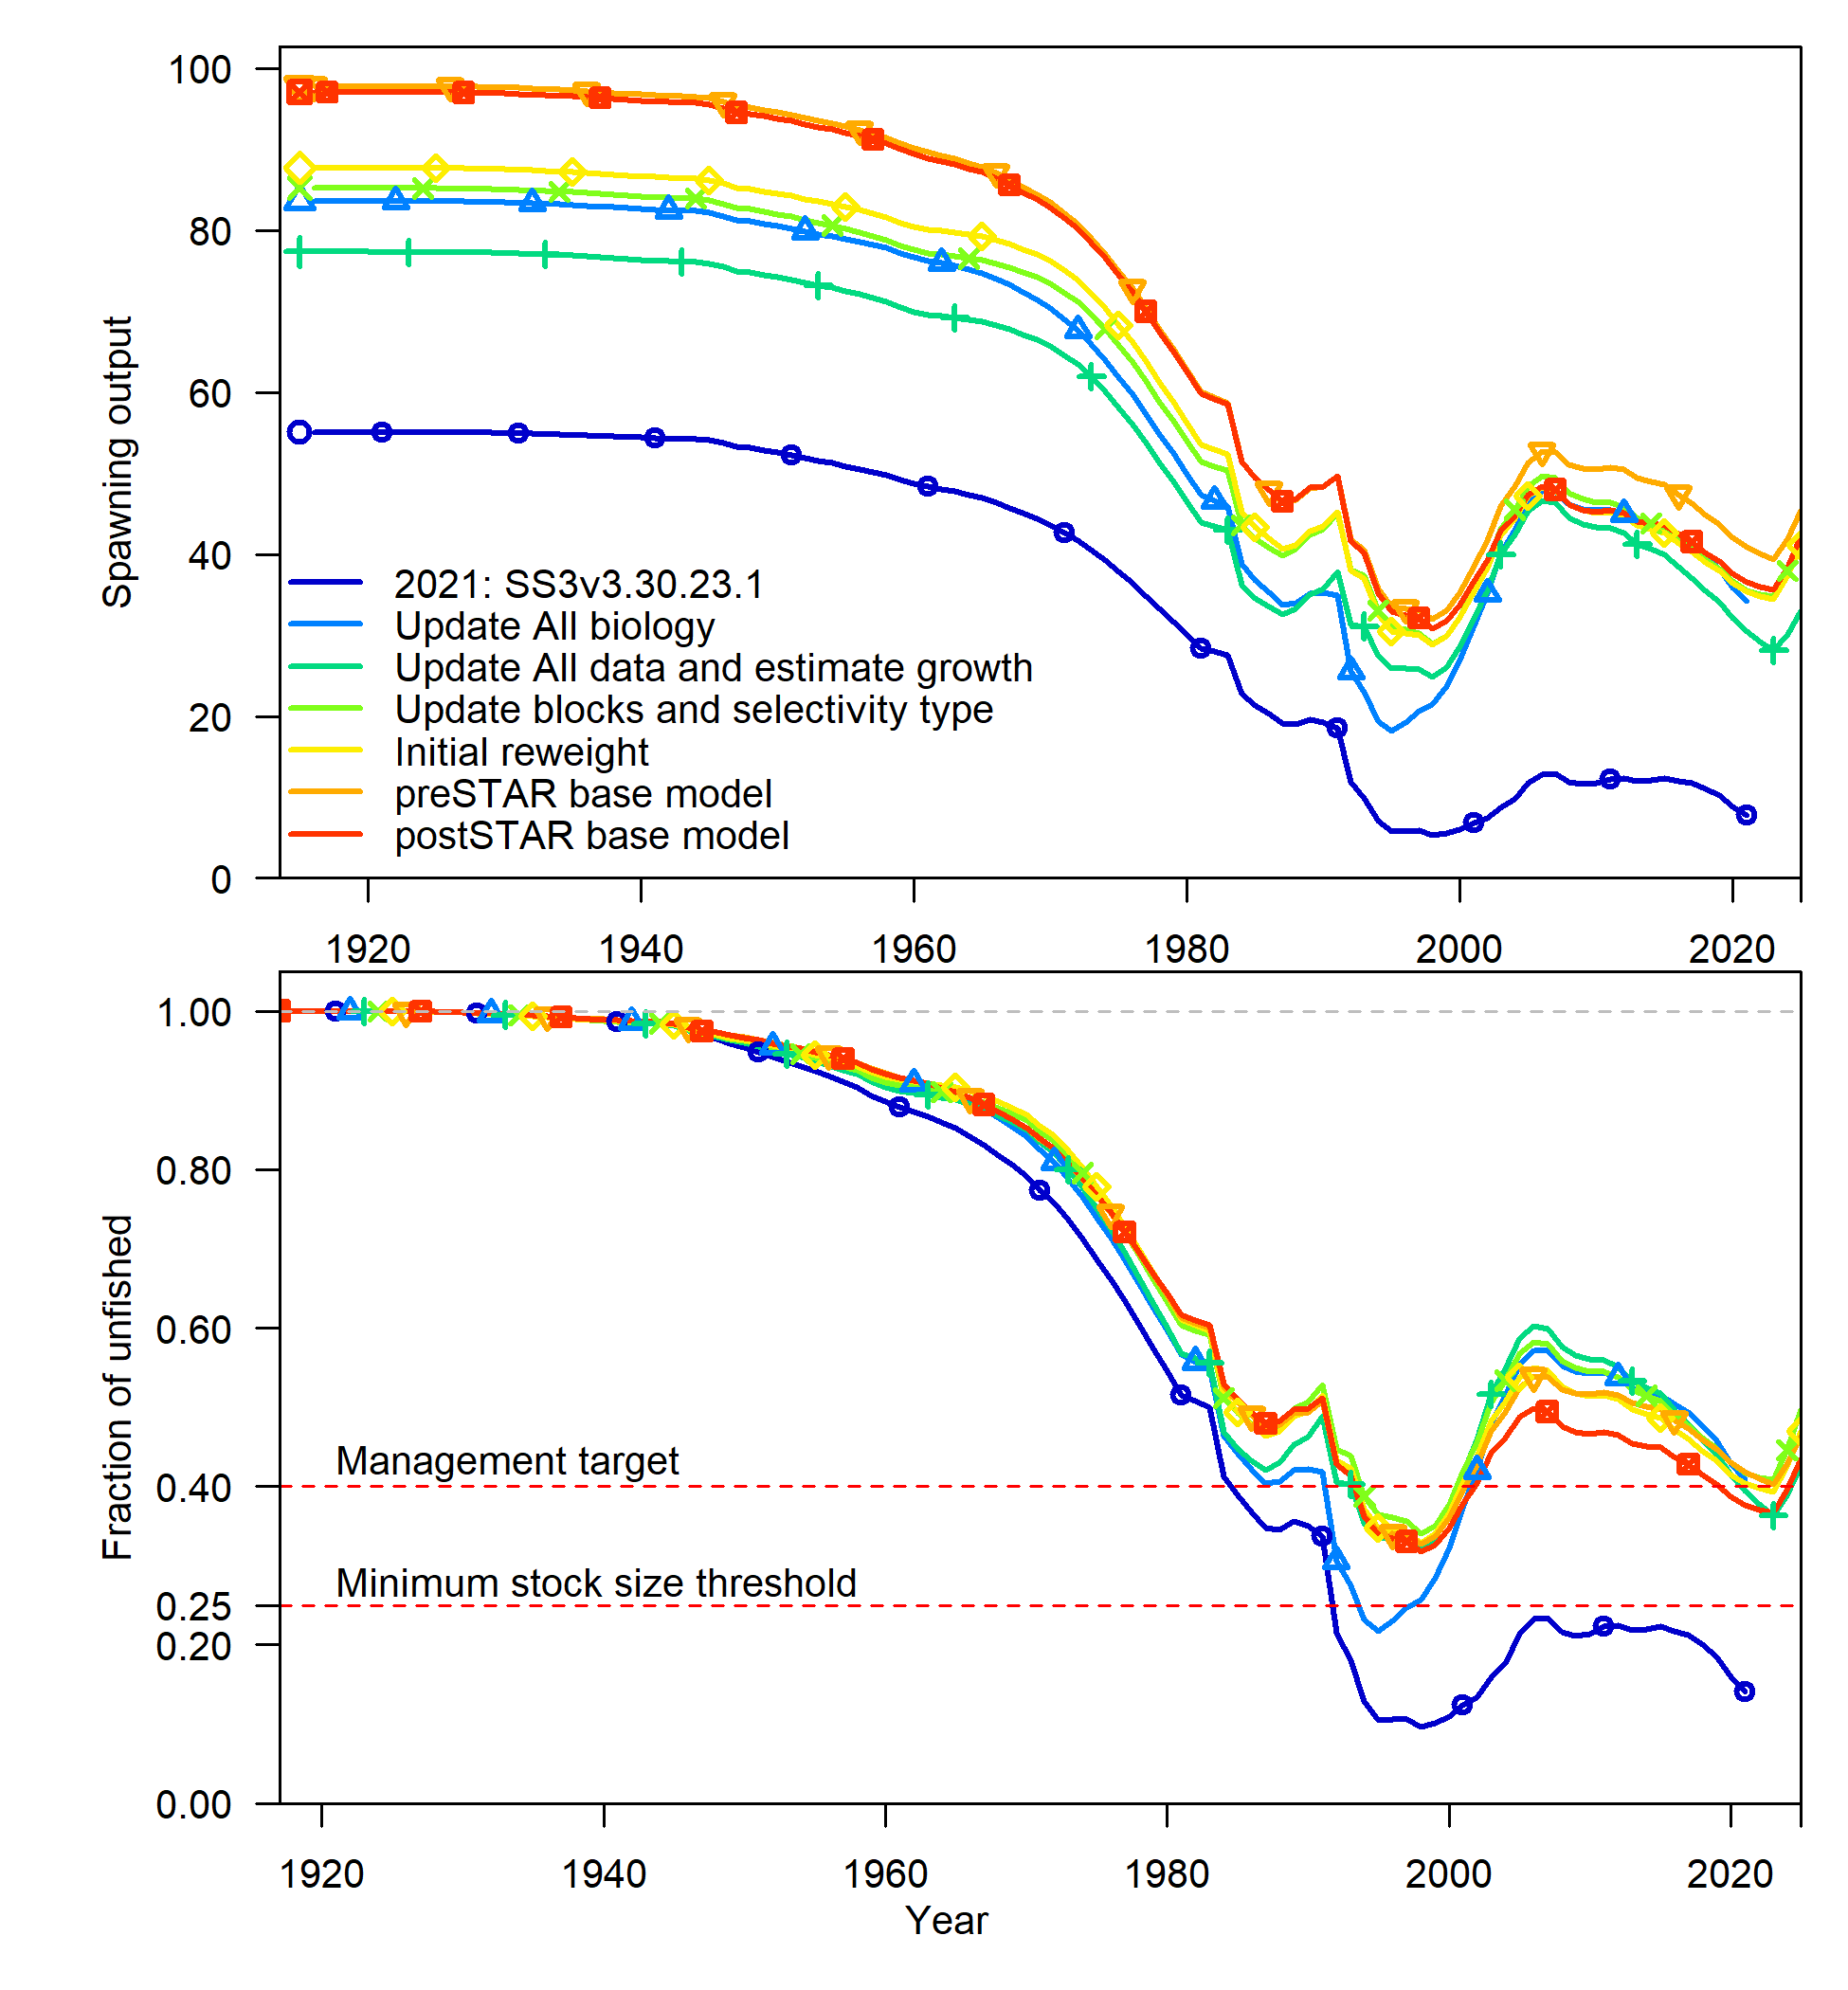 100
80
60
40
20
0
Spawning output
2021: SS3v3.30.23.1
Update All biology
Update All data and estimate growth
Update blocks and selectivity type
Initial reweight
preSTAR base model
postSTAR base model
1920 1940 1960 1980 2000 2020
1.00
0.80
0.60
0.40
0.25
0.20
0.00
Fraction of unfished
Management target
Minimum stock size threshold
1920 1940 1960 1980 2000 2020
Year